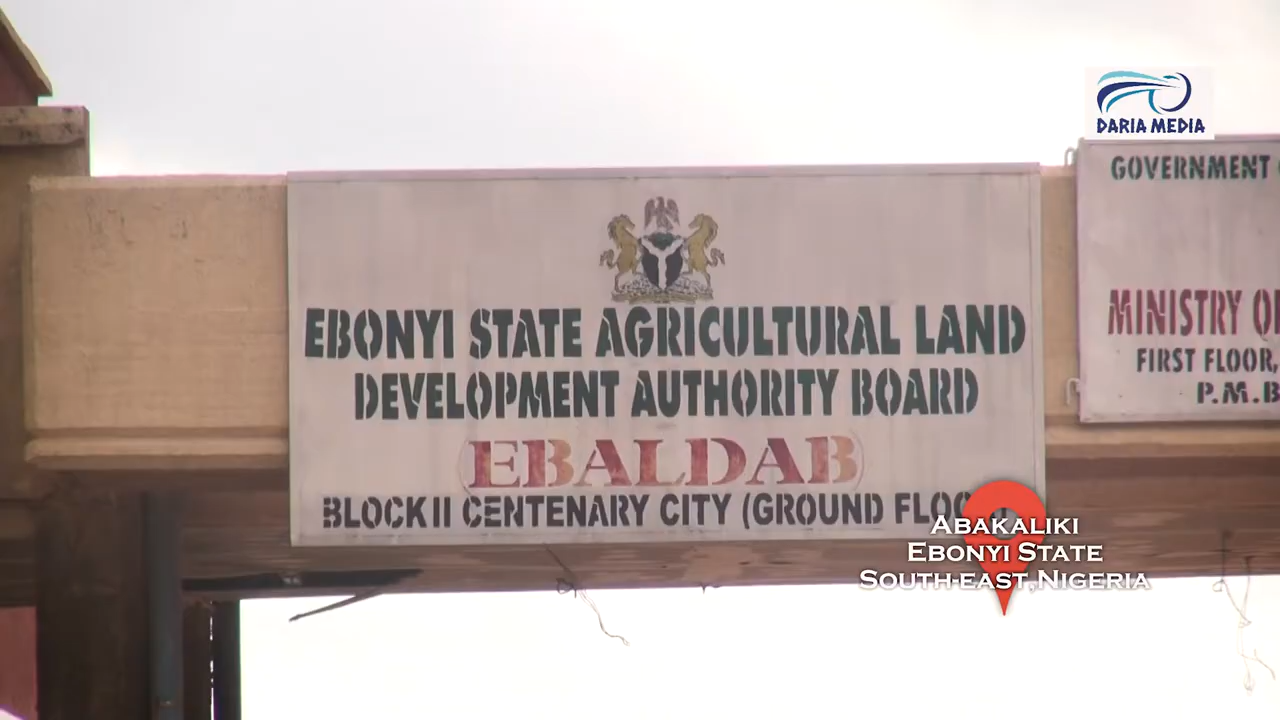 DARIA MEDIA
EBONYI STATE AGRICULTURAL LAND
DEVELOPMENT AUTHORITY BOARD
EBALDAB
BLOCK II CENTENARY CITY (GROUND
GOVERNMENT
MINISTRY
FIRST FLOOR,
P.M.B
ABAKALIKI
EBONYI STATE
SOUTH-EAST, NIGERIA